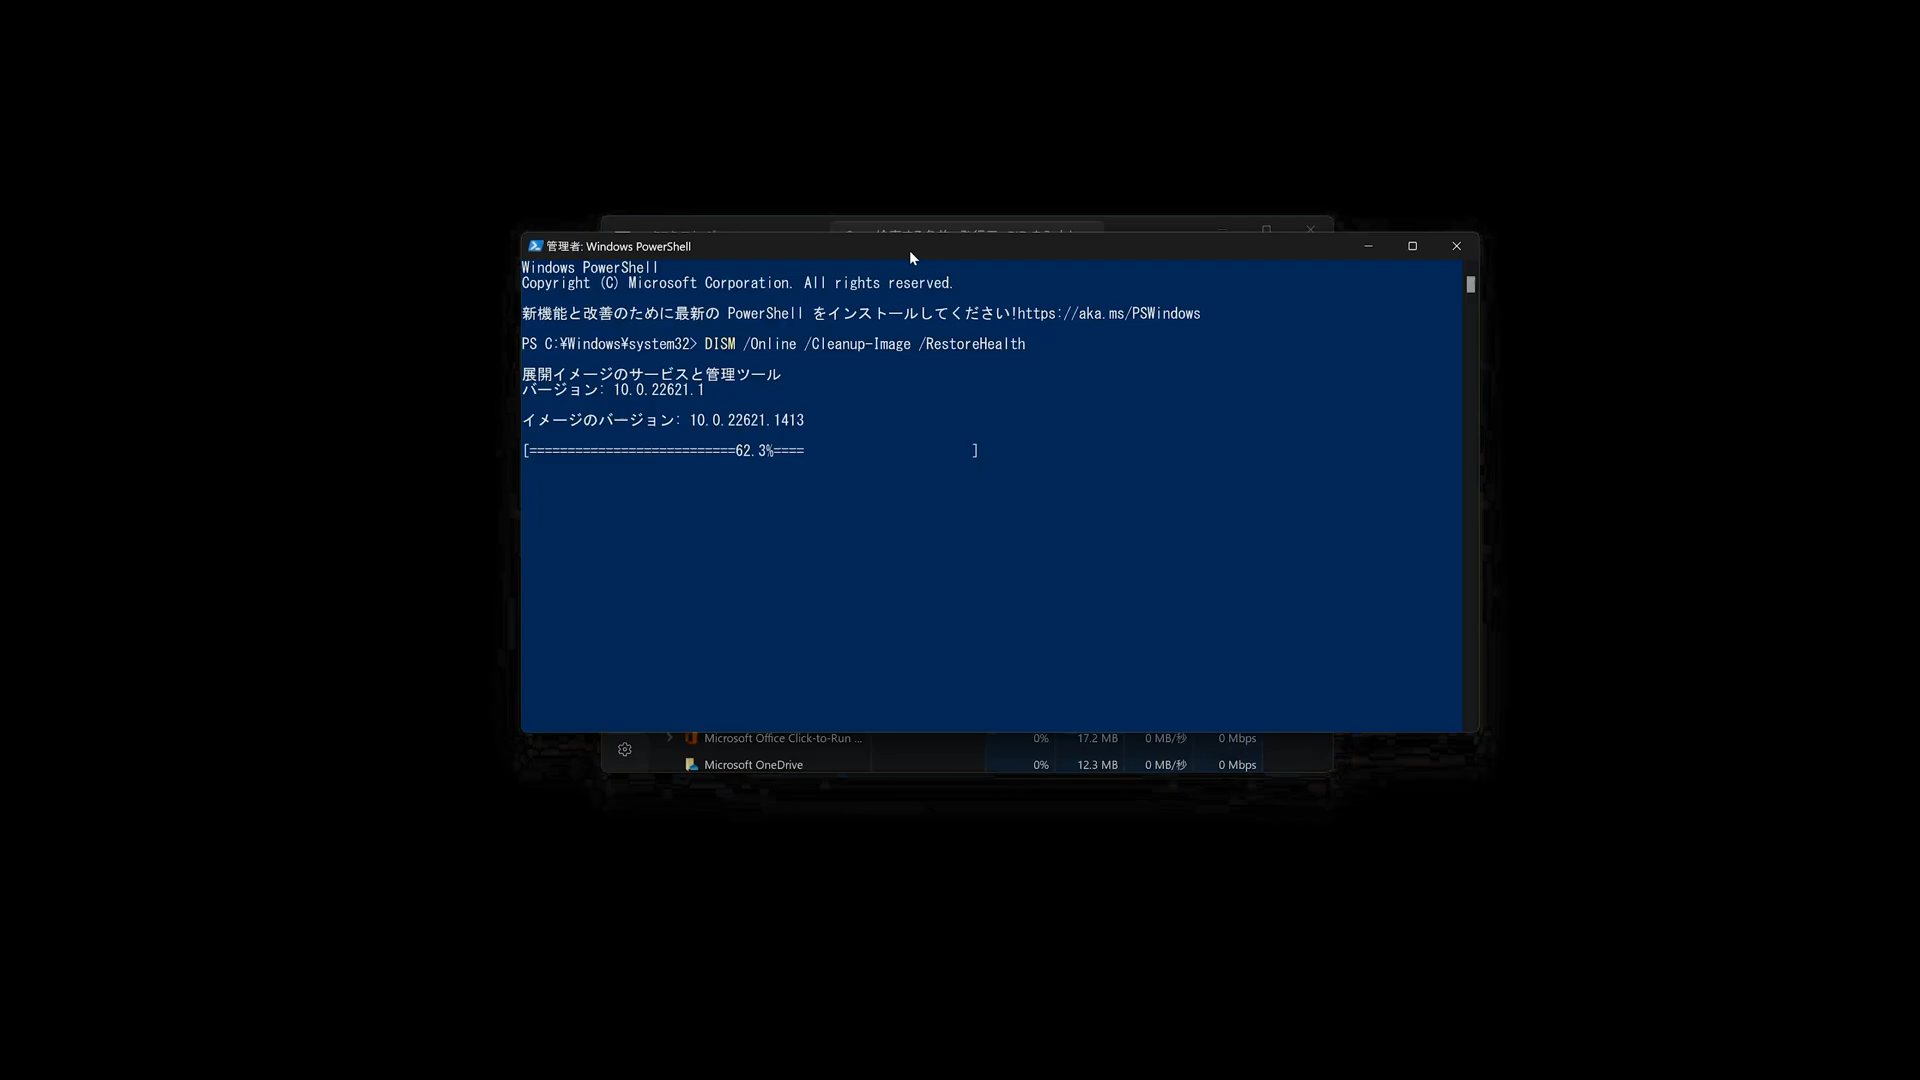 管理者: Windows PowerShell
Windows PowerShell
Copyright (C) Microsoft Corporation. All rights reserved.
新機能と改善のために最新の PowerShell をインストールしてください!https://aka.ms/PSWindows
PS C:¥Windows¥system32> DISM /Online /Cleanup-Image /RestoreHealth
展開イメージのサービスと管理ツール
バージョン: 10.0.22621.1
イメージのバージョン: 10.0.22621.1413
[===========================62.3%====                      ]
Microsoft Office Click-to-Run ... 0% 17.2 MB 0 MB/秒 0 Mbps
Microsoft OneDrive 0% 12.3 MB 0 MB/秒 0 Mbps